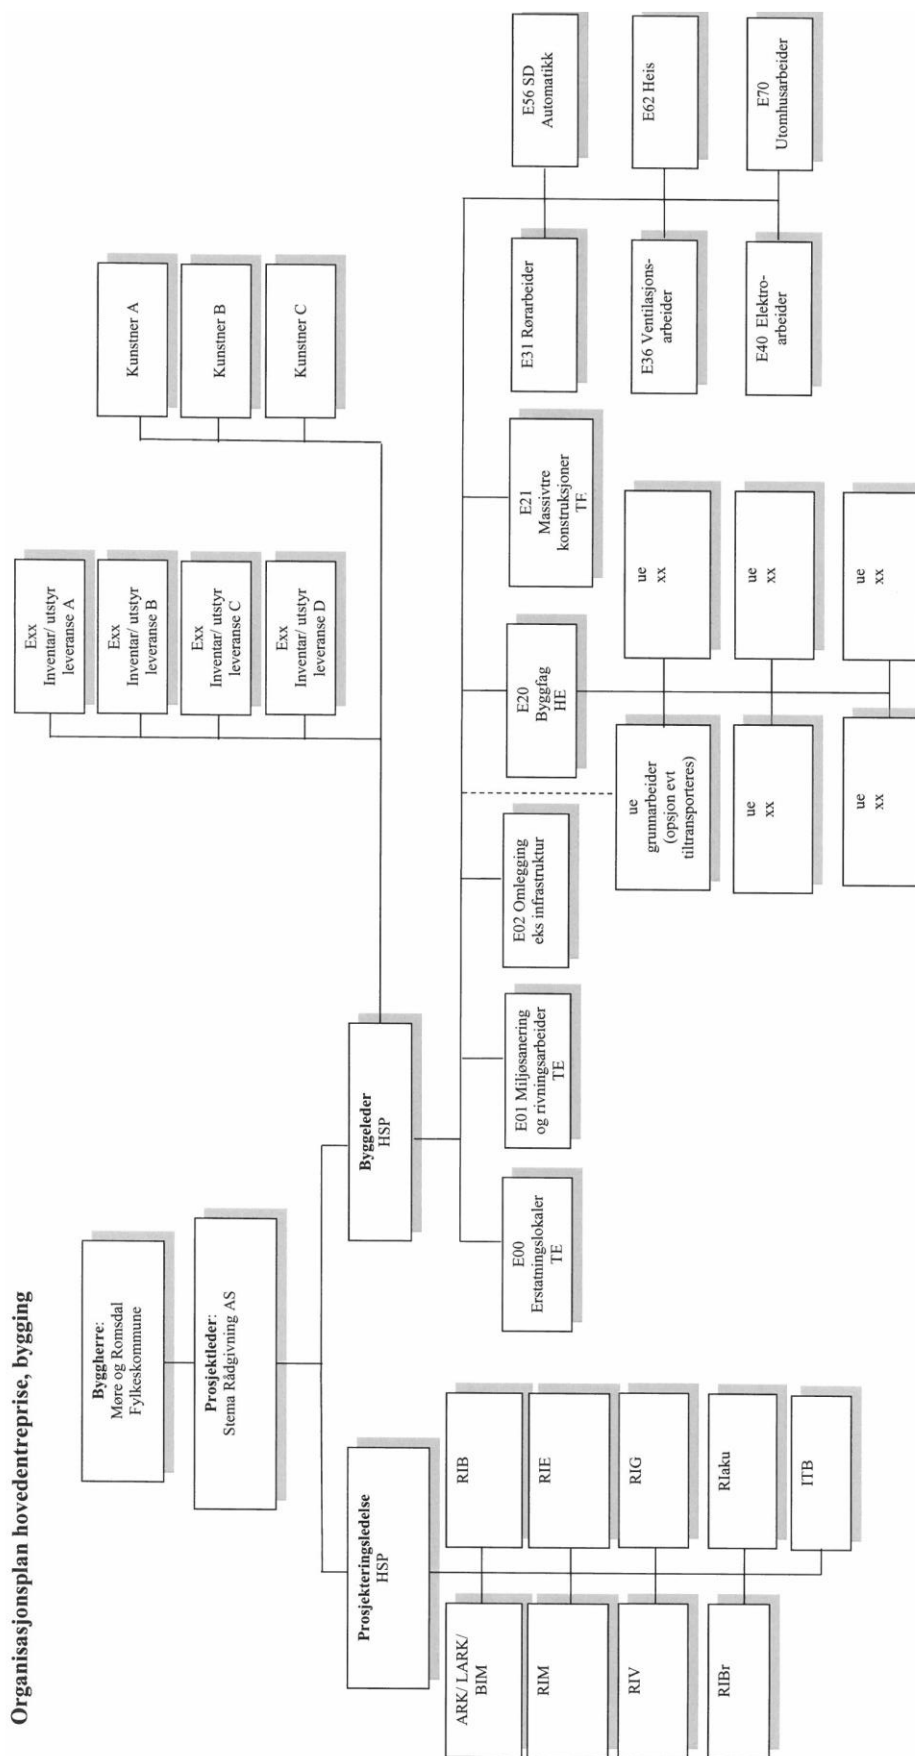 Organisasjonsplan hovedentreprise, bygging
Byggherre:
Møre og Romsdal
Fylkeskommune
Prosjektleder:
Stema Rådgivning AS
Prosjekteringsledelse
HSP
Byggeleder
HSP
ARK/ LARK/
BIM
RIB
RIM
RIE
RIV
RIG
RIBr
RIaku
ITB
Exx
Inventar/ utstyr
leveranse A
Exx
Inventar/ utstyr
leveranse B
Exx
Inventar/ utstyr
leveranse C
Exx
Inventar/ utstyr
leveranse D
Kunstner A
Kunstner B
Kunstner C
E00
Erstatningslokaler
TE
E01 Miljøsanering
og rivningsarbeider
TE
E02 Omlegging
eks infrastruktur
E20
Byggfag
HE
E21
Massivtre
konstruksjoner
TE
E31 Rørarbeider
E56 SD
Automatikk
E36 Ventilasjons-
arbeider
E62 Heis
E40 Elektro-
arbeider
E70
Utomhusarbeider
ue
grunnarbeider
(opsjon evt
tiltransporteres)
ue
xx
ue
xx
ue
xx
ue
xx
ue
xx